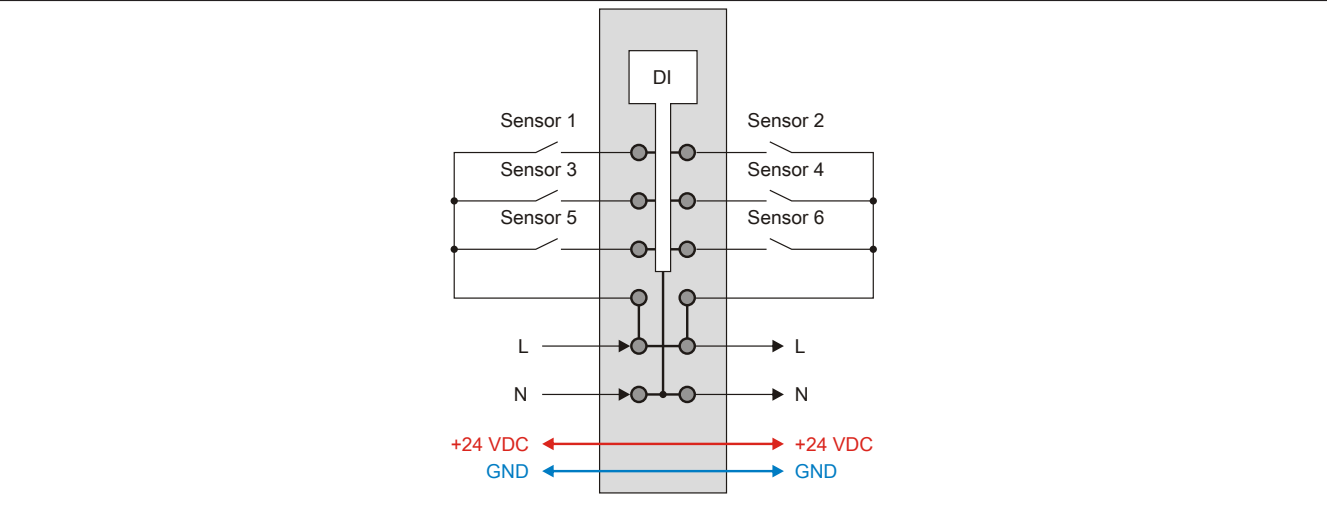 DI
Sensor 1 Sensor 2
Sensor 3 Sensor 4
Sensor 5 Sensor 6
L L
N N
+24 VDC +24 VDC
GND GND